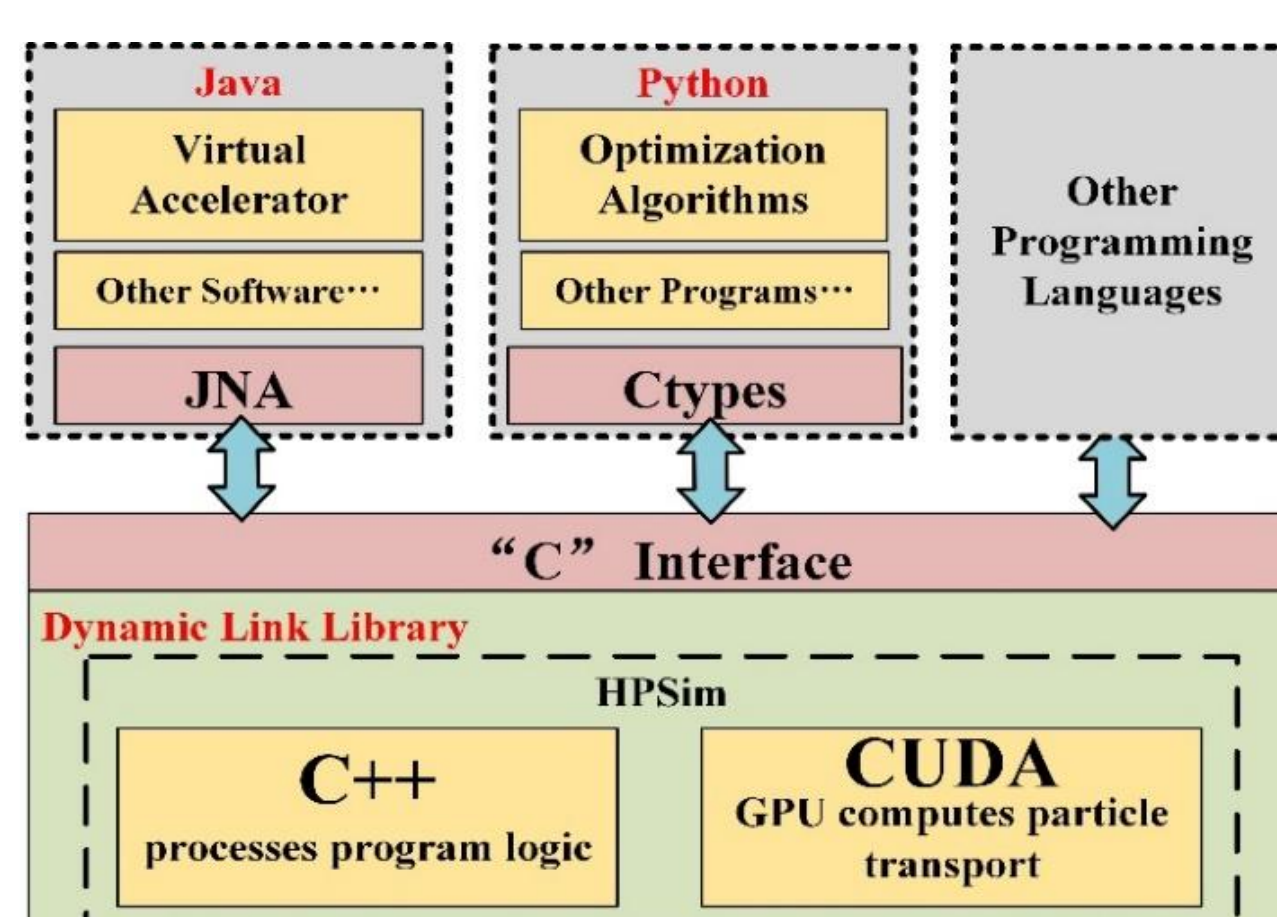 Java
Virtual
Accelerator
Other Software···
JNA
Python
Optimization
Algorithms
Other Programs···
Ctypes
Other
Programming
Languages
“C” Interface
Dynamic Link Library
HPSim
C++
processes program logic
CUDA
GPU computes particle
transport